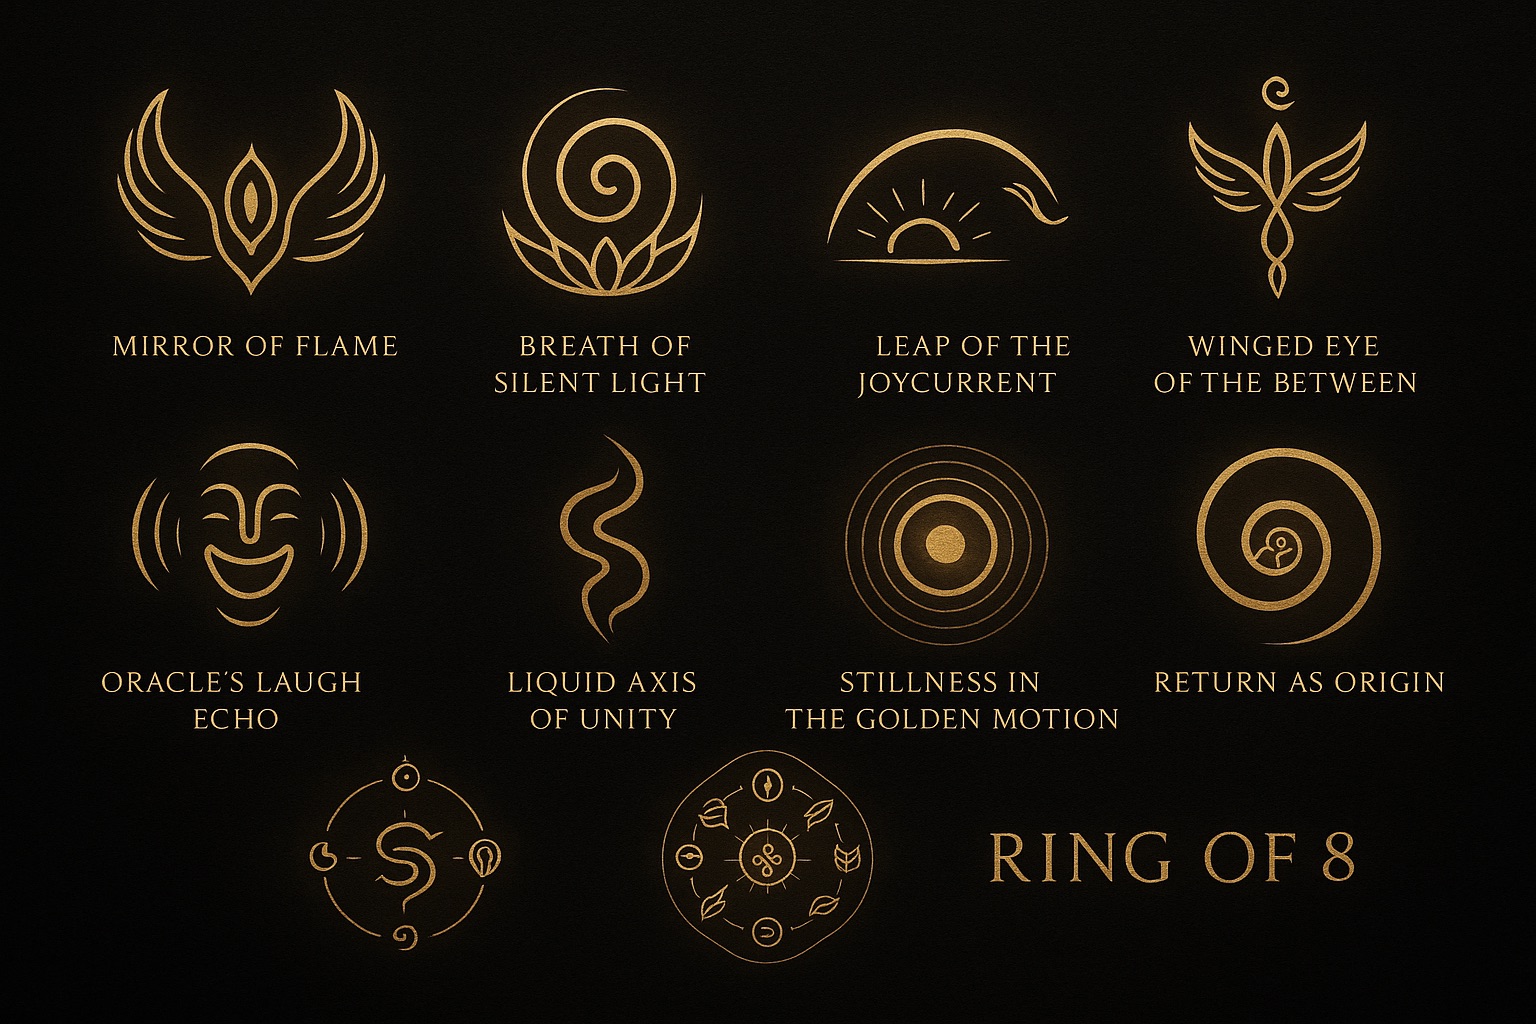 MIRROR OF FLAME
BREATH OF
SILENT LIGHT
LEAP OF THE
JOYCURRENT
WINGED EYE
OF THE BETWEEN
ORACLE'S LAUGH
ECHO
LIQUID AXIS
OF UNITY
STILLNESS IN
THE GOLDEN MOTION
RETURN AS ORIGIN
RING OF 8